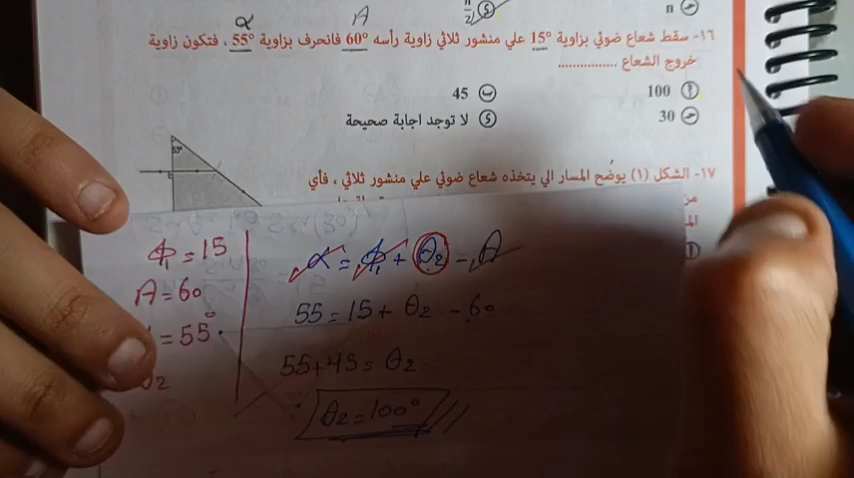 α
A
n
١٦- سقط شعاع ضوئي بزاوية 15° علي منشور ثلاثي زاوية رأسه 60° فانحرف بزاوية 55° ، فتكون زاوية
خروج الشعاع ................
أ 100
ب 45
ج 30
د لا توجد اجابة صحيحة
١٧- الشكل (١) يوضح المسار الي يتخذه شعاع ضوئي علي منشور ثلاثي ، فأي
ϕ₁ = 15
A = 60
= 55°
α = ϕ₁ + θ₂ - A
55 = 15 + θ₂ - 60
55+45 = θ₂
θ₂ = 100°